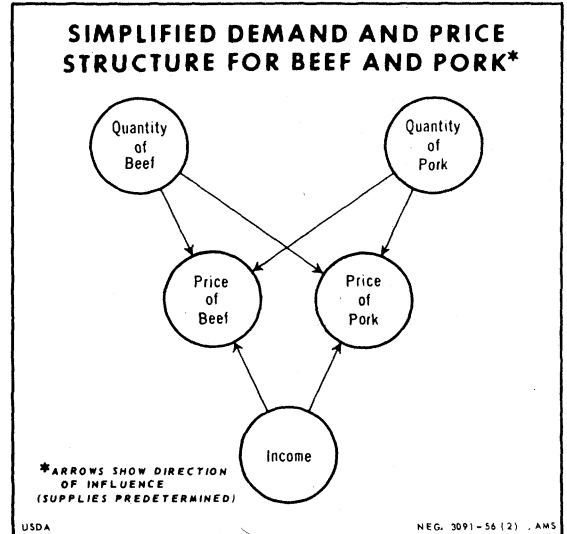 SIMPLIFIED DEMAND AND PRICE
STRUCTURE FOR BEEF AND PORK*
Quantity
of
Beef
Quantity
of
Pork
Price
of
Beef
Price
of
Pork
Income
*ARROWS SHOW DIRECTION
OF INFLUENCE
(SUPPLIES PREDETERMINED)
USDA
NEG. 3091-56 (2) , AMS